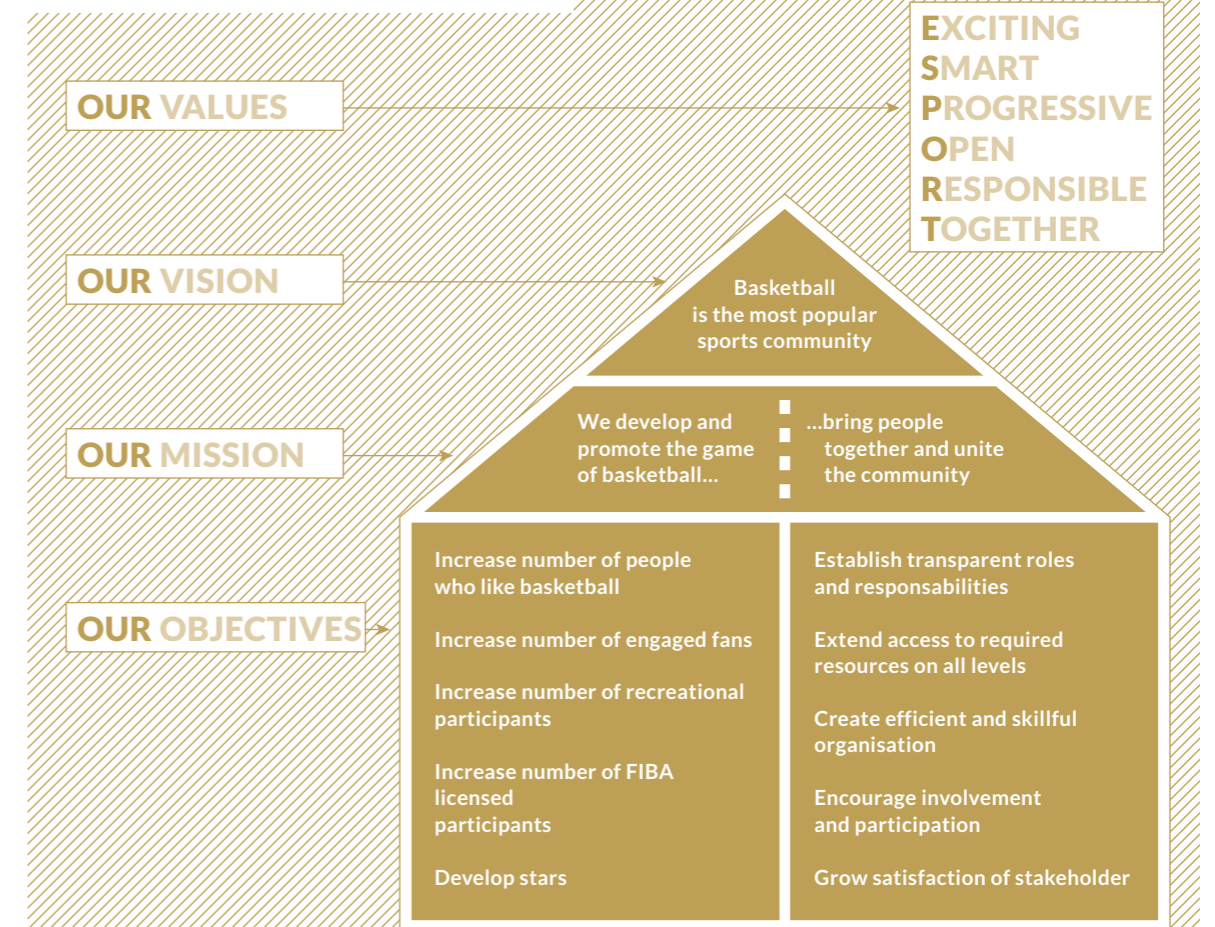 OUR VALUES
EXCITING
SMART
PROGRESSIVE
OPEN
RESPONSIBLE
TOGETHER
OUR VISION
Basketball
is the most popular
sports community
OUR MISSION
We develop and
promote the game
of basketball...
...bring people
together and unite
the community
OUR OBJECTIVES
Increase number of people
who like basketball
Increase number of engaged fans
Increase number of recreational
participants
Increase number of FIBA
licensed
participants
Develop stars
Establish transparent roles
and responsabilities
Extend access to required
resources on all levels
Create efficient and skillful
organisation
Encourage involvement
and participation
Grow satisfaction of stakeholder